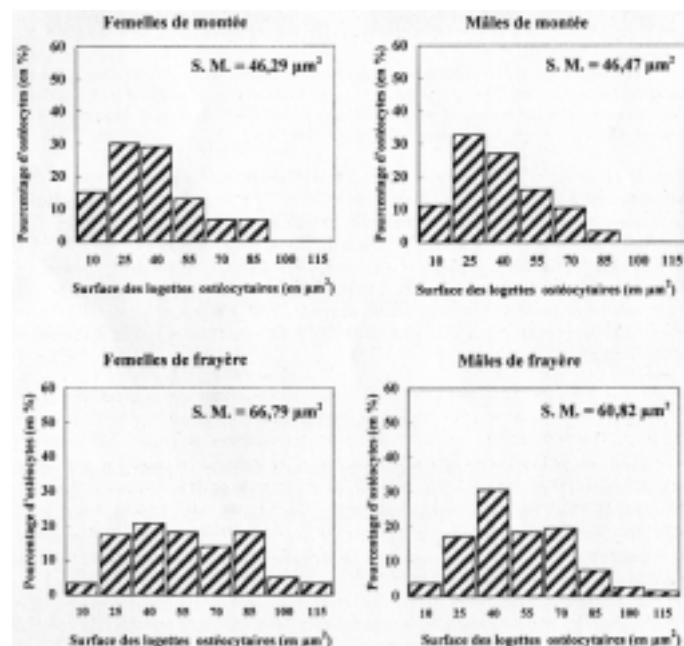 Femelles de montée
Pourcentage d'ostéocytes (en %)
60
50
40
30
20
10
0
S. M. = 46,29 µm²
10 25 40 55 70 85 100 115
Surface des logettes ostéocytaires (en µm²)
Mâles de montée
Pourcentage d'ostéocytes (en %)
60
50
40
30
20
10
0
S. M. = 46,47 µm²
10 25 40 55 70 85 100 115
Surface des logettes ostéocytaires (en µm²)
Femelles de frayère
Pourcentage d'ostéocytes (en %)
60
50
40
30
20
10
0
S. M. = 66,79 µm²
10 25 40 55 70 85 100 115
Surface des logettes ostéocytaires (en µm²)
Mâles de frayère
Pourcentage d'ostéocytes (en %)
60
50
40
30
20
10
0
S. M. = 60,82 µm²
10 25 40 55 70 85 100 115
Surface des logettes ostéocytaires (en µm²)